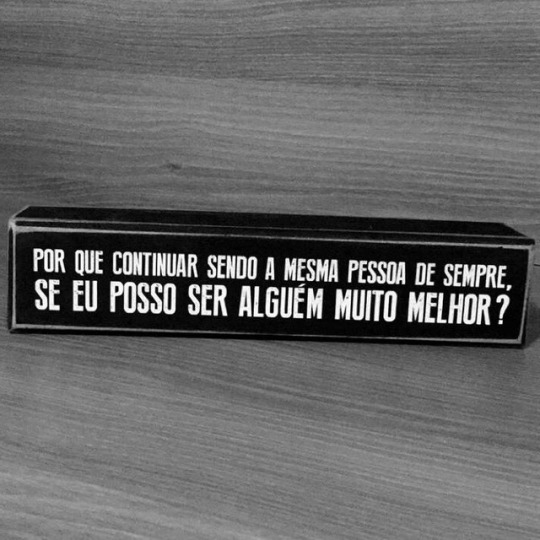 POR QUE CONTINUAR SENDO A MESMA PESSOA DE SEMPRE,
SE EU POSSO SER ALGUÉM MUITO MELHOR?